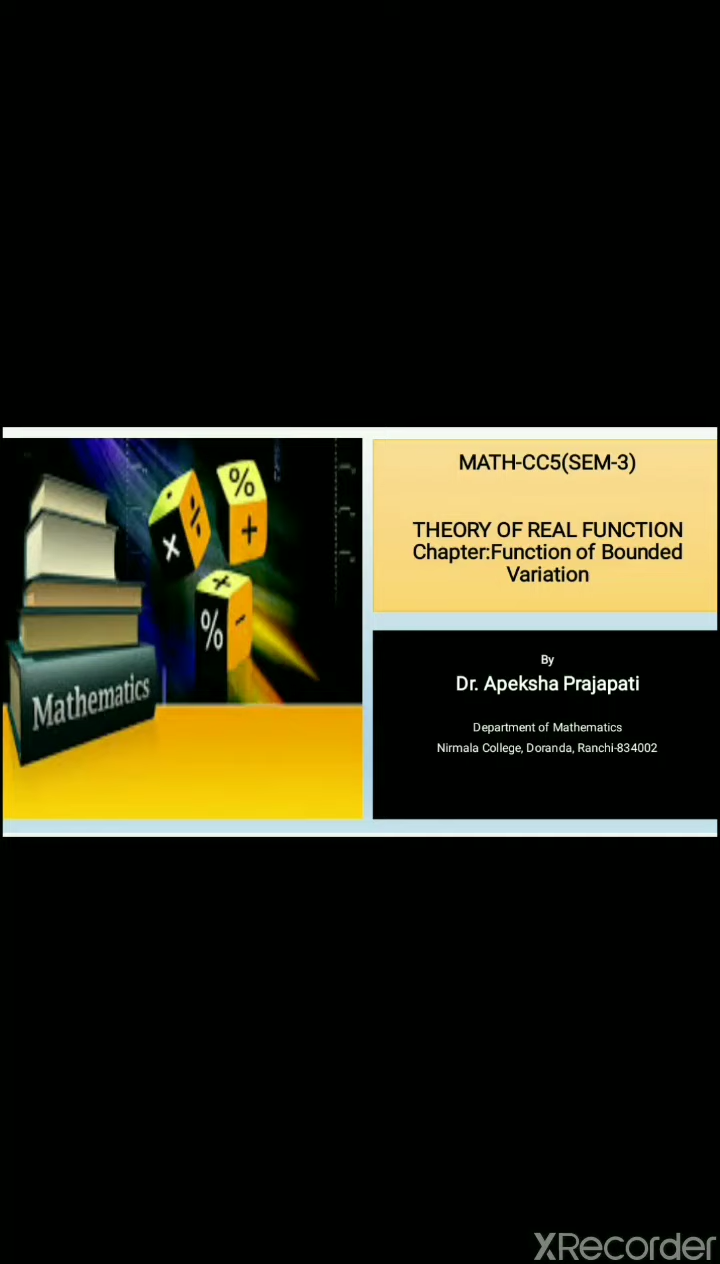 MATH-CC5(SEM-3)
THEORY OF REAL FUNCTION
Chapter:Function of Bounded
Variation
By
Dr. Apeksha Prajapati
Department of Mathematics
Nirmala College, Doranda, Ranchi-834002
Mathematics
% +
%
×
+
% -
XRecorder